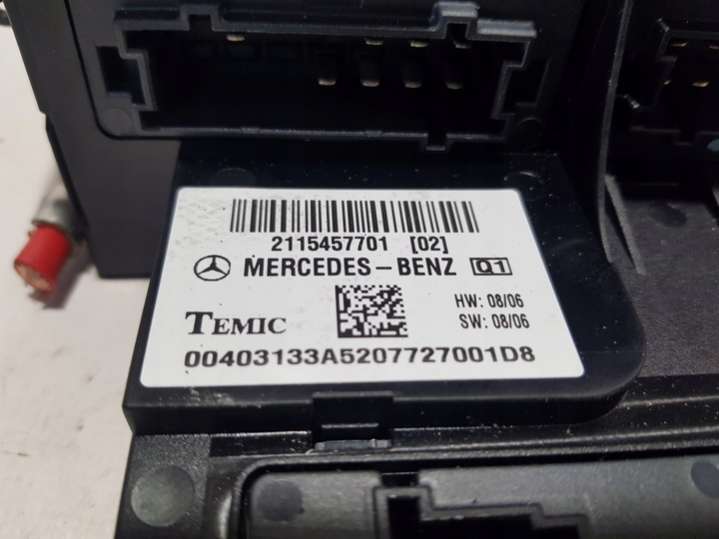 2115457701 [02]
MERCEDES-BENZ Q1
HW: 08/06
TEMIC
SW: 08/06
00403133A5207727001D8